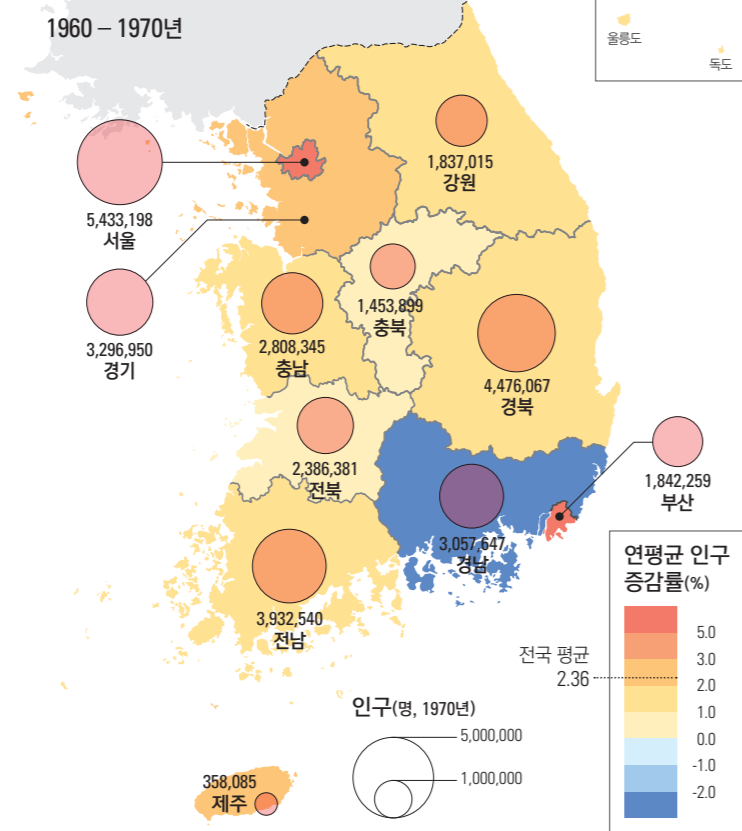 1960 – 1970년
울릉도
독도
1,837,015
강원
5,433,198
서울
3,296,950
경기
1,453,899
충북
2,808,345
충남
4,476,067
경북
2,386,381
전북
1,842,259
부산
3,057,647
경남
3,932,540
전남
358,085
제주
인구(명, 1970년)
5,000,000
1,000,000
연평균 인구
증감률(%)
5.0
3.0
전국 평균
2.36
2.0
1.0
0.0
-1.0
-2.0